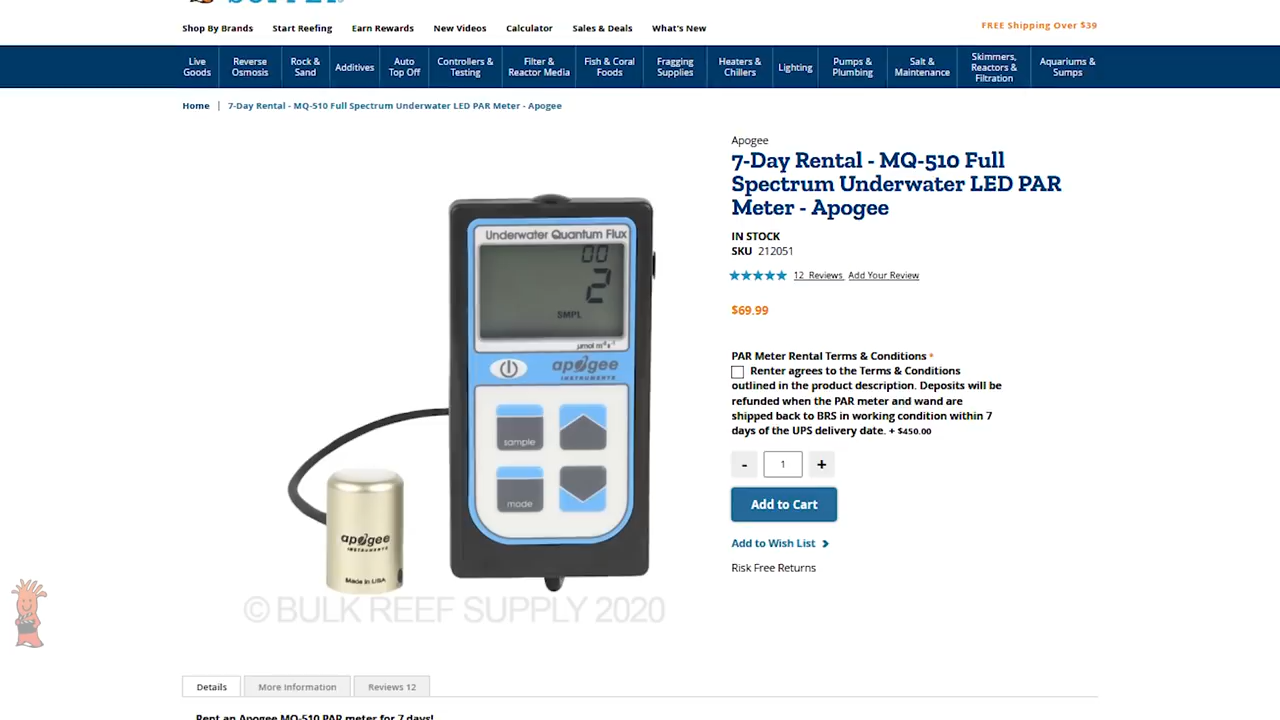 Shop By Brands Start Reefing Earn Rewards New Videos Calculator Sales & Deals What's New
FREE Shipping Over $39
Live Goods
Reverse Osmosis
Rock & Sand
Additives
Auto Top Off
Controllers & Testing
Filter & Reactor Media
Fish & Coral Foods
Fragging Supplies
Heaters & Chillers
Lighting
Pumps & Plumbing
Salt & Maintenance
Skimmers, Reactors & Filtration
Aquariums & Sumps
Home | 7-Day Rental - MQ-510 Full Spectrum Underwater LED PAR Meter - Apogee
Underwater Quantum Flux
00
2
SMPL
µmol m⁻² s⁻¹
apogee
INSTRUMENTS
sample
mode
apogee
INSTRUMENTS
Made in USA
© BULK REEF SUPPLY 2020
Apogee
7-Day Rental - MQ-510 Full
Spectrum Underwater LED PAR
Meter - Apogee
IN STOCK
SKU 212051
12 Reviews Add Your Review
$69.99
PAR Meter Rental Terms & Conditions *
Renter agrees to the Terms & Conditions
outlined in the product description. Deposits will be
refunded when the PAR meter and wand are
shipped back to BRS in working condition within 7
days of the UPS delivery date. + $450.00
- 1 +
Add to Cart
Add to Wish List
Risk Free Returns
Details More Information Reviews 12
Rent an Apogee MQ-510 PAR meter for 7 days!